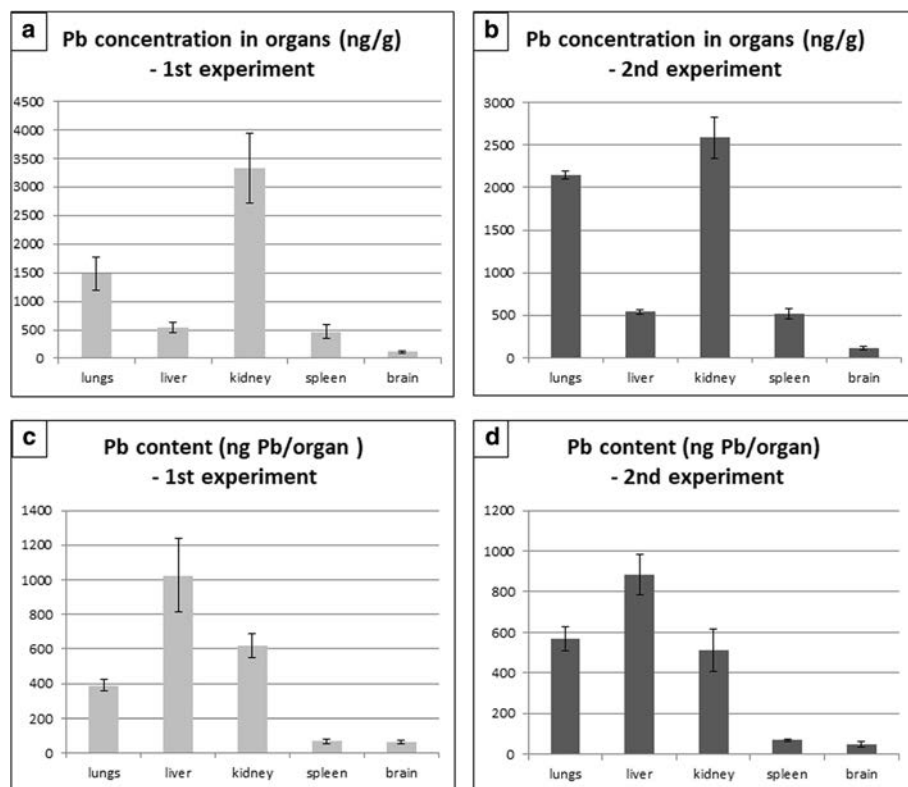 a
Pb concentration in organs (ng/g)
- 1st experiment
4500
4000
3500
3000
2500
2000
1500
1000
500
0
lungs liver kidney spleen brain
b
Pb concentration in organs (ng/g)
- 2nd experiment
3000
2500
2000
1500
1000
500
0
lungs liver kidney spleen brain
c
Pb content (ng Pb/organ )
- 1st experiment
1400
1200
1000
800
600
400
200
0
lungs liver kidney spleen brain
d
Pb content (ng Pb/organ)
- 2nd experiment
1200
1000
800
600
400
200
0
lungs liver kidney spleen brain